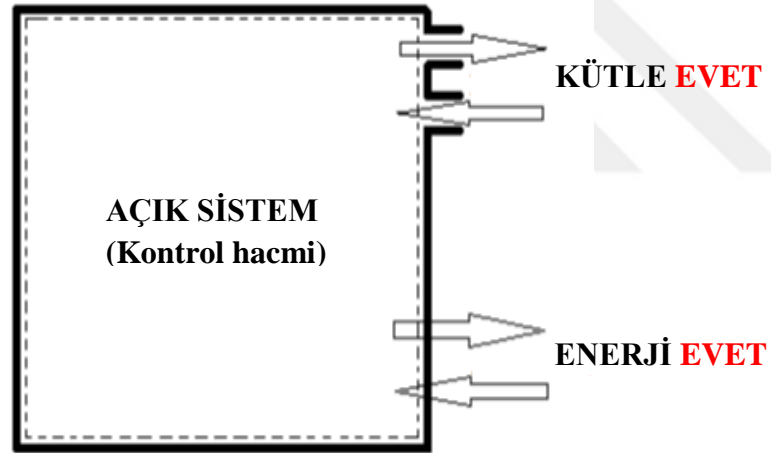 KÜTLE EVET
AÇIK SİSTEM
(Kontrol hacmi)
ENERJİ EVET